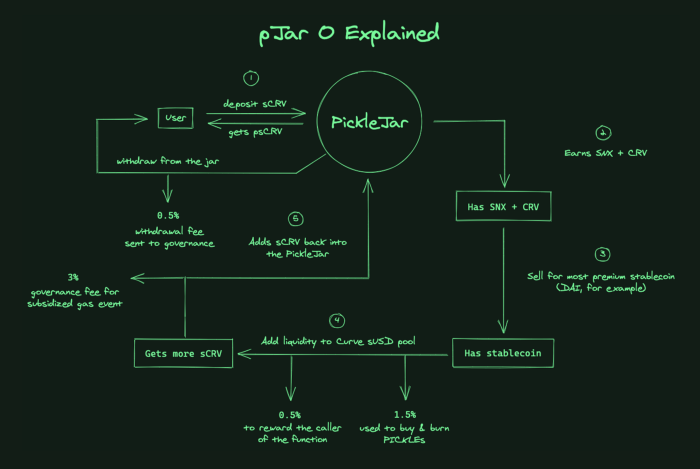 pJar 0 Explained
1
deposit sCRV
User
gets psCRV
PickleJar
withdraw from the jar
2
Earns SNX + CRV
0.5%
withdrawal fee
sent to governance
Has SNX + CRV
5
Adds sCRV back into
the PickleJar
3
Sell for most premium stablecoin
(DAI, for example)
3%
governance fee for
subsidized gas event
4
Add liquidity to Curve sUSD pool
Gets more sCRV
Has stablecoin
0.5%
to reward the caller
of the function
1.5%
used to buy & burn
PICKLEs